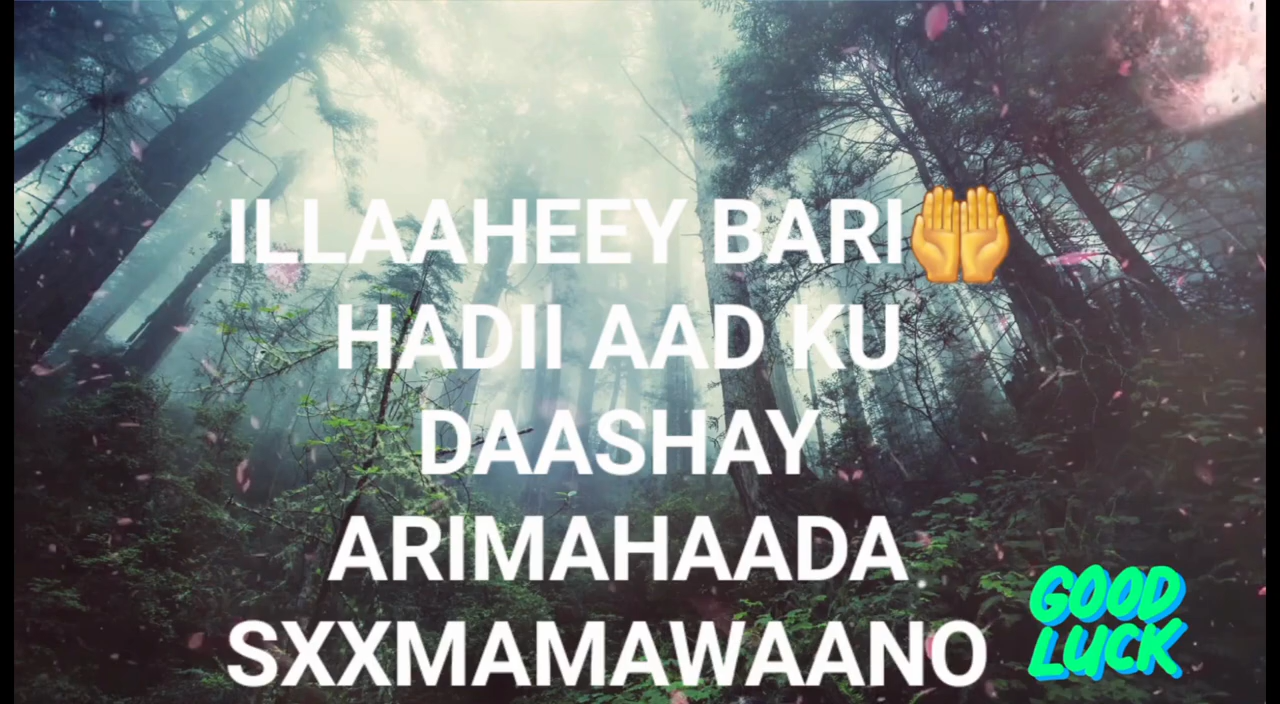 ILLAAHEEY BARI🤲
HADII AAD KU
DAASHAY
ARIMAHAADA
SXXMAMAWAANO
GOOD
LUCK